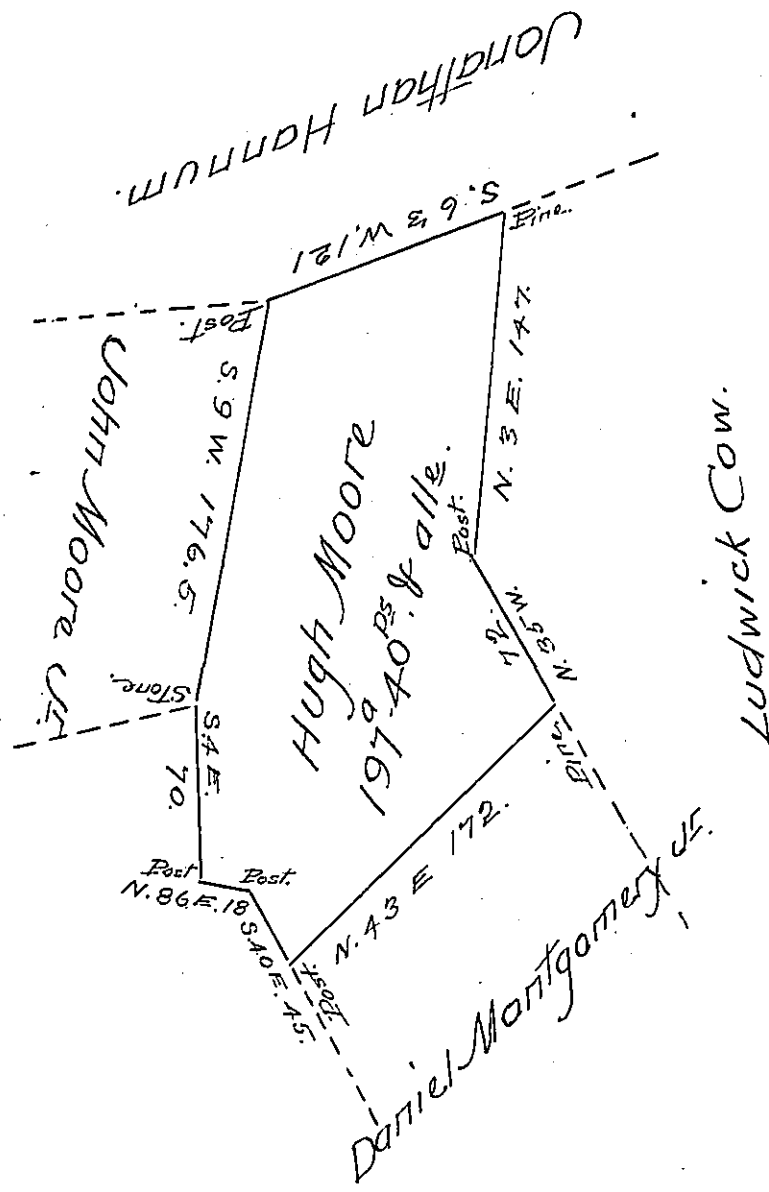 Jonathan Hannum.
S. 63 W. 121
Pine.
Post.
John Moore Jr.
S. 9 W. 176.5.
N. 3 E. 147.
Hugh Moore
197a 40ps. & alle.
Post.
Ludwick Cow.
Stone.
S.4 E.
70.
N. 35 W.
72.
Pine
Post
Post.
N. 86. E. 18
S. 40 E. 45.
N. 43 E 172.
Post.
Daniel Montgomery Jr.